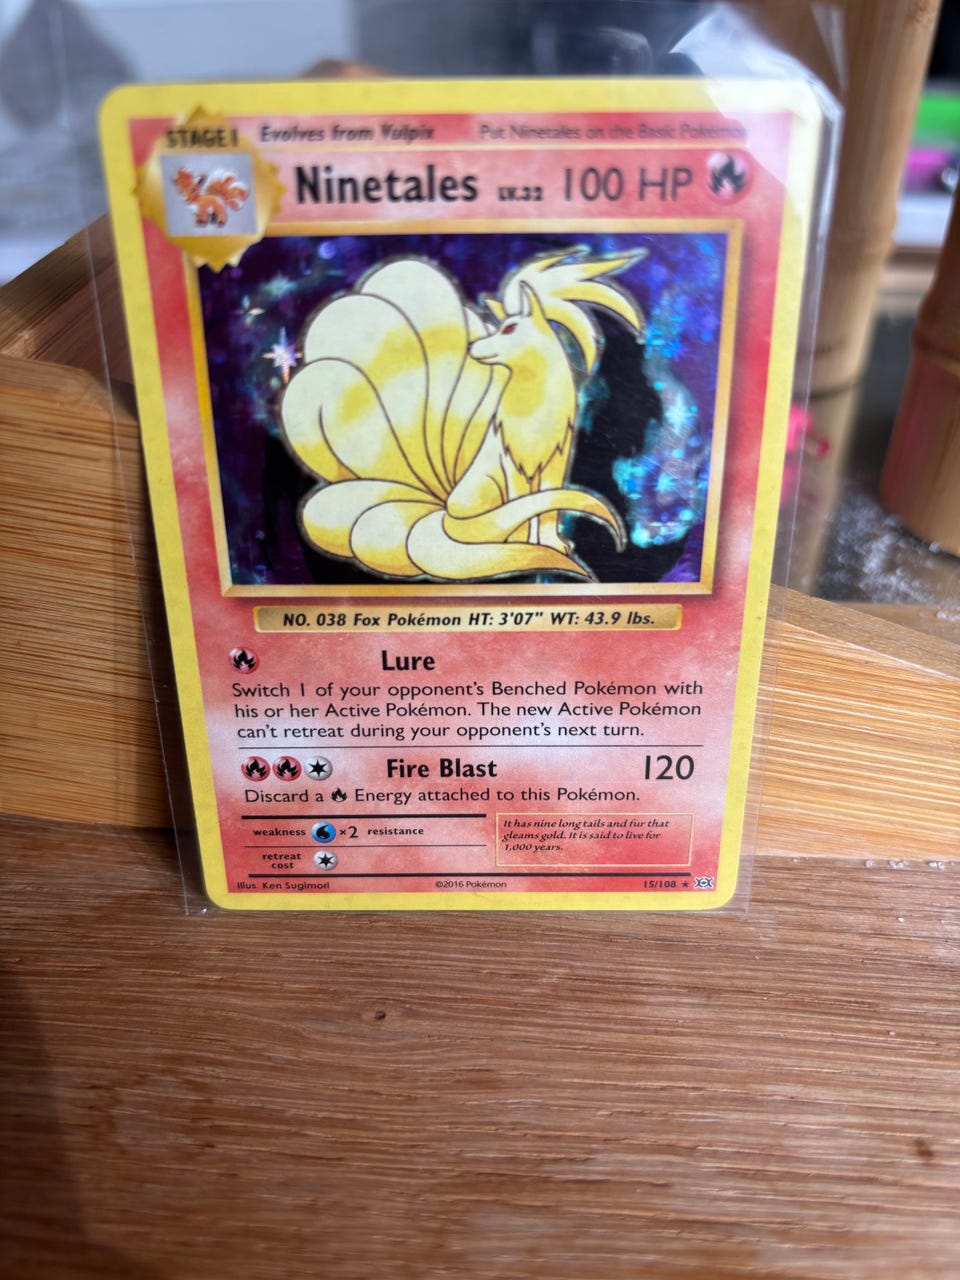 STAGE 1 Evolves from Vulpix Put Ninetales on the Basic Pokémon
Ninetales LV.32 100 HP
NO. 038 Fox Pokémon HT: 3'07" WT: 43.9 lbs.
Lure
Switch 1 of your opponent's Benched Pokémon with
his or her Active Pokémon. The new Active Pokémon
can't retreat during your opponent's next turn.
Fire Blast 120
Discard a Energy attached to this Pokémon.
weakness ×2 resistance
retreat
cost
It has nine long tails and fur that
gleams gold. It is said to live for
1,000 years.
Illus. Ken Sugimori ©2016 Pokémon 15/108 ★